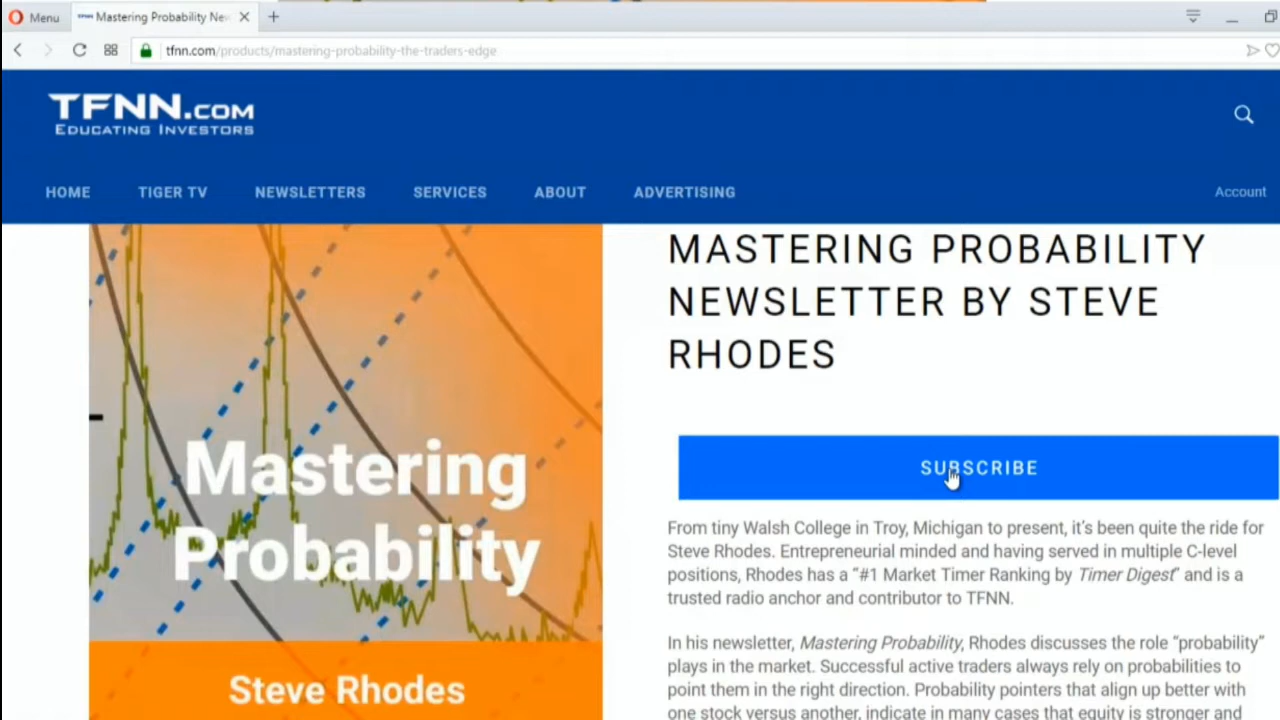 Menu
Mastering Probability New
tfnn.com/products/mastering-probability-the-traders-edge
TFNN.COM
EDUCATING INVESTORS
HOME TIGER TV NEWSLETTERS SERVICES ABOUT ADVERTISING Account
Mastering
Probability
Steve Rhodes
MASTERING PROBABILITY
NEWSLETTER BY STEVE
RHODES
SUBSCRIBE
From tiny Walsh College in Troy, Michigan to present, it's been quite the ride for
Steve Rhodes. Entrepreneurial minded and having served in multiple C-level
positions, Rhodes has a “#1 Market Timer Ranking by Timer Digest” and is a
trusted radio anchor and contributor to TFNN.
In his newsletter, Mastering Probability, Rhodes discusses the role “probability”
plays in the market. Successful active traders always rely on probabilities to
point them in the right direction. Probability pointers that align up better with
one stock versus another, indicate in many cases that equity is stronger and